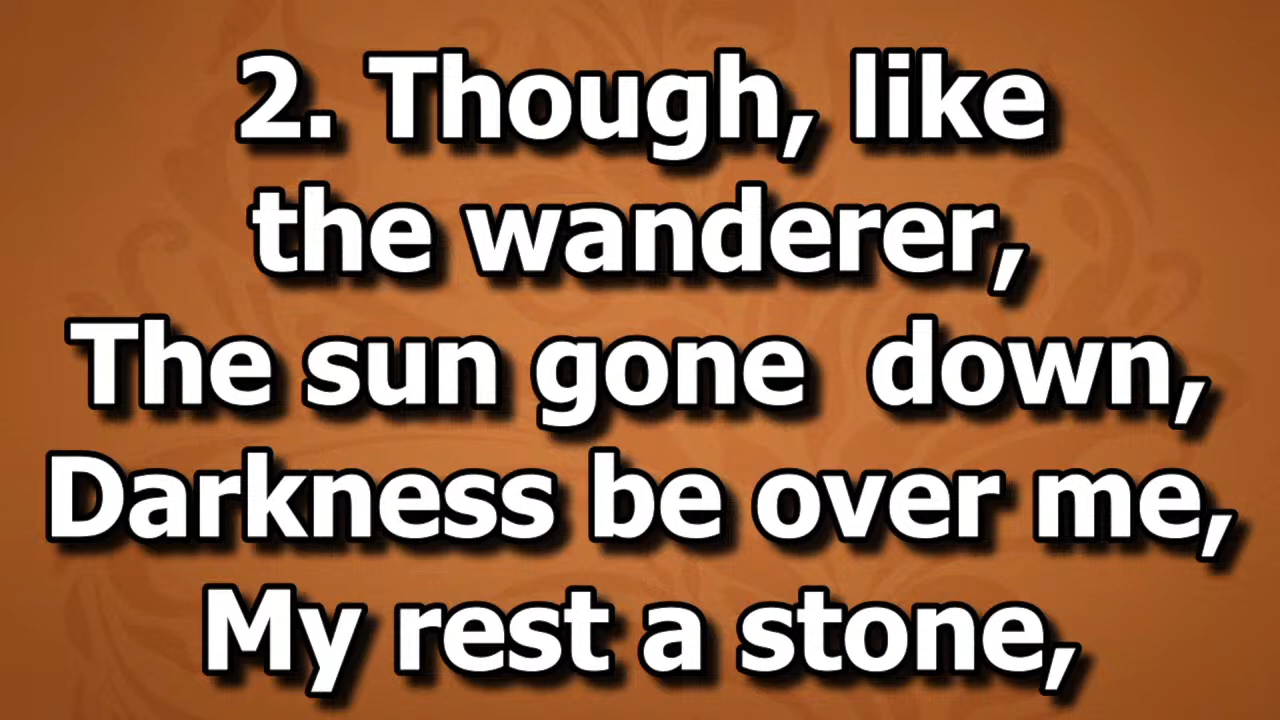 2. Though, like
the wanderer,
The sun gone  down,
Darkness be over me,
My rest a stone,